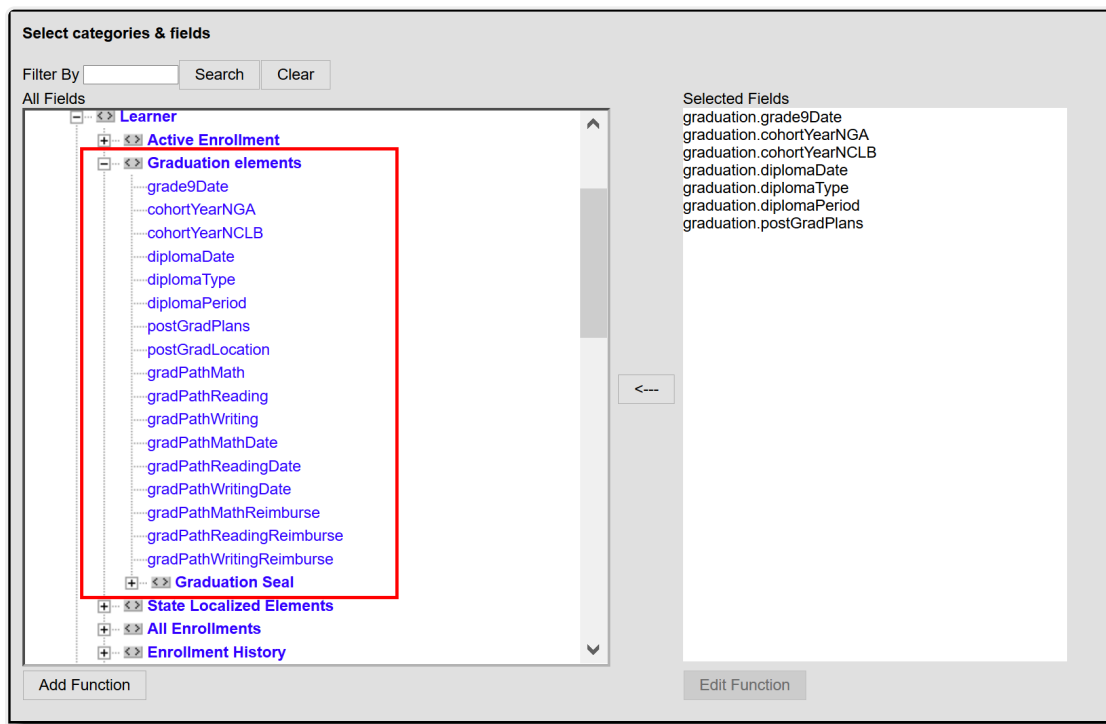 Select categories & fields
Filter By Search Clear
All Fields
Learner
Active Enrollment
Graduation elements
grade9Date
cohortYearNGA
cohortYearNCLB
diplomaDate
diplomaType
diplomaPeriod
postGradPlans
postGradLocation
gradPathMath
gradPathReading
gradPathWriting
gradPathMathDate
gradPathReadingDate
gradPathWritingDate
gradPathMathReimburse
gradPathReadingReimburse
gradPathWritingReimburse
Graduation Seal
State Localized Elements
All Enrollments
Enrollment History
Add Function
<---
Selected Fields
graduation.grade9Date
graduation.cohortYearNGA
graduation.cohortYearNCLB
graduation.diplomaDate
graduation.diplomaType
graduation.diplomaPeriod
graduation.postGradPlans
Edit Function